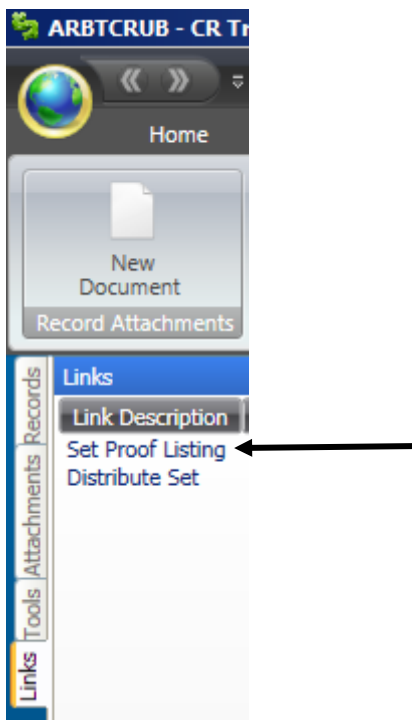 ARBTCRUB - CR Tr
Home
New
Document
Record Attachments
Links
Link Description
Set Proof Listing
Distribute Set
Records
Attachments
Tools
Links